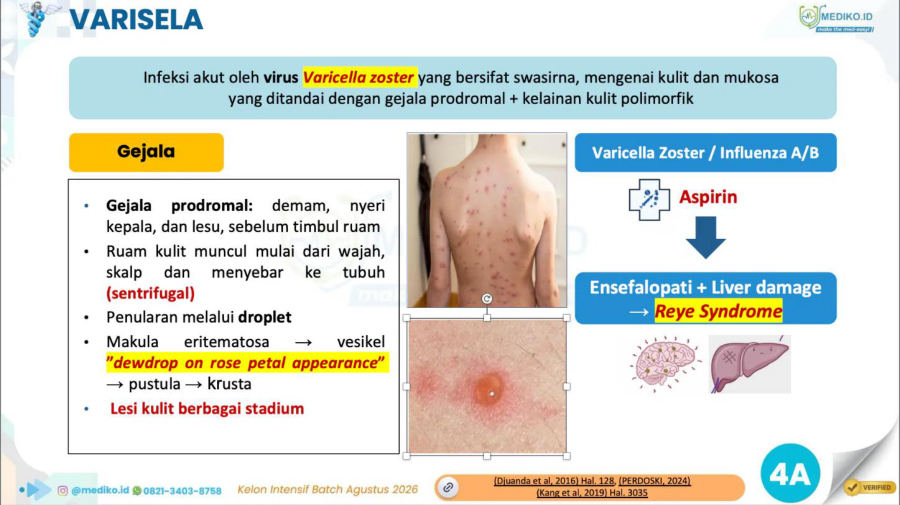 VARISELA
MEDIKO.ID
make the med-easy!
Infeksi akut oleh virus Varicella zoster yang bersifat swasirna, mengenai kulit dan mukosa
yang ditandai dengan gejala prodromal + kelainan kulit polimorfik
Gejala
• Gejala prodromal: demam, nyeri
kepala, dan lesu, sebelum timbul ruam
• Ruam kulit muncul mulai dari wajah,
skalp dan menyebar ke tubuh
(sentrifugal)
• Penularan melalui droplet
• Makula eritematosa → vesikel
"dewdrop on rose petal appearance"
→ pustula → krusta
• Lesi kulit berbagai stadium
Varicella Zoster / Influenza A/B
Aspirin
Ensefalopati + Liver damage
→ Reye Syndrome
4A
@mediko.id 0821-3403-8758
Kelon Intensif Batch Agustus 2026
(Djuanda et al, 2016) Hal. 128, (PERDOSKI, 2024)
(Kang et al, 2019) Hal. 3035
VERIFIED